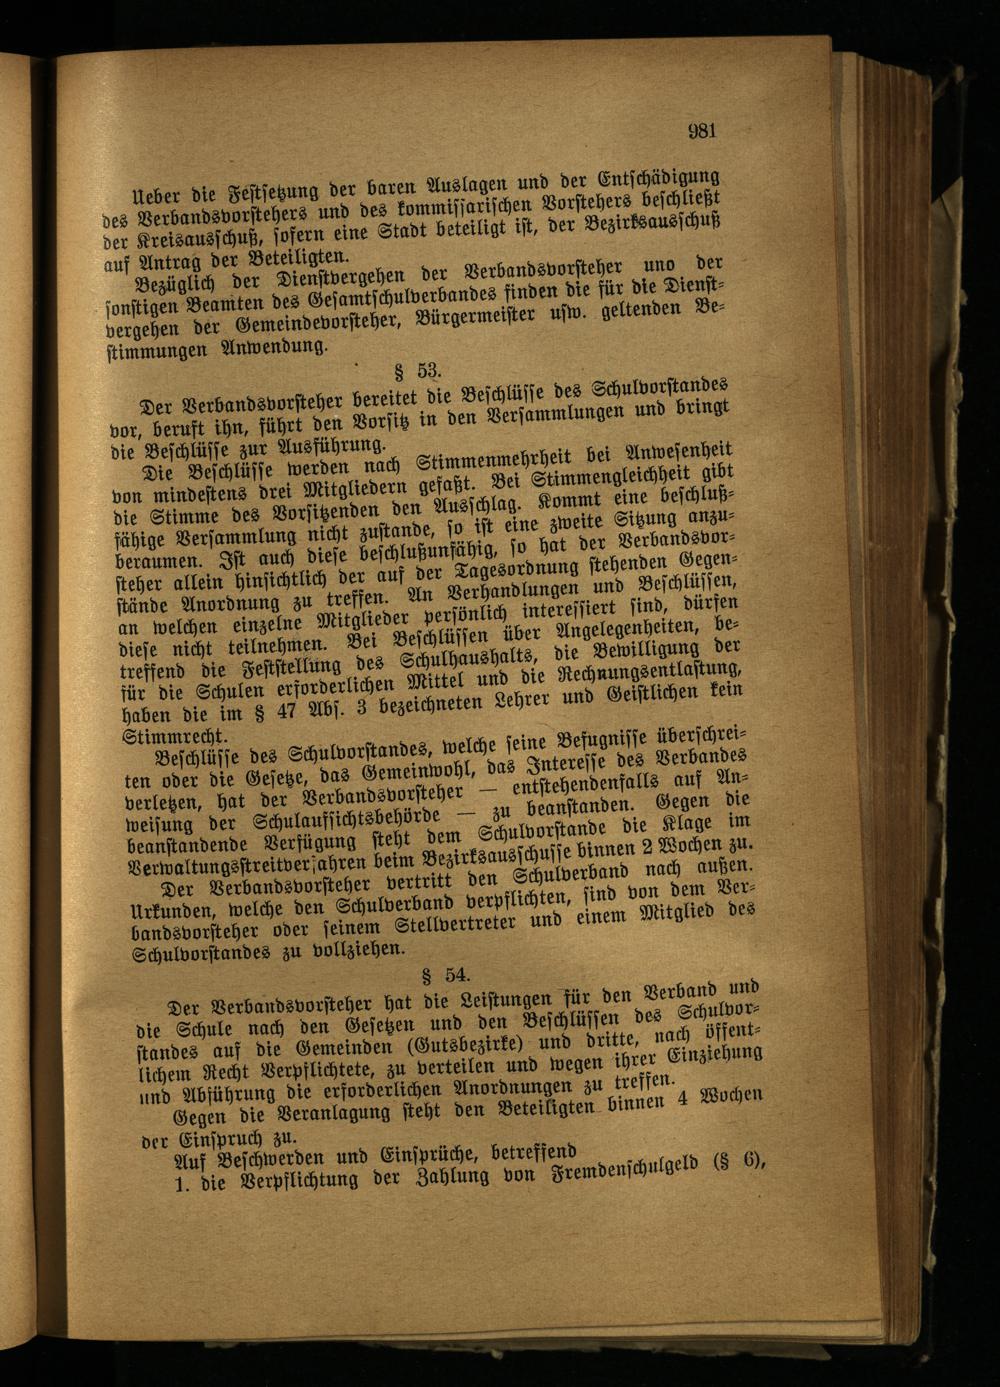 981
Ueber die Festsetzung der baren Auslagen und der Entschädigung
des Verbandsvorstehers und des kommissarischen Vorstehers beschließt
der Kreisausschuß, sofern eine Stadt beteiligt ist, der Bezirksausschuß
auf Antrag der Beteiligten.
Bezüglich der Dienstvergehen der Verbandsvorsteher uno der
sonstigen Beamten des Gesamtschulverbandes finden die für die Dienst-
vergehen der Gemeindevorsteher, Bürgermeister usw. geltenden Be-
stimmungen Anwendung.
§ 53.
Der Verbandsvorsteher bereitet die Beschlüsse des Schulvorstandes
vor, beruft ihn, führt den Vorsitz in den Versammlungen und bringt
die Beschlüsse zur Ausführung.
Die Beschlüsse werden nach Stimmenmehrheit bei Anwesenheit
von mindestens drei Mitgliedern gefaßt. Bei Stimmengleichheit gibt
die Stimme des Vorsitzenden den Ausschlag. Kommt eine beschluß-
fähige Versammlung nicht zustande, so ist eine zweite Sitzung anzu-
beraumen. Ist auch diese beschlußunfähig, so hat der Verbandsvor-
steher allein hinsichtlich der auf der Tagesordnung stehenden Gegen-
stände Anordnung zu treffen. An Verhandlungen und Beschlüssen,
an welchen einzelne Mitglieder persönlich interessiert sind, dürfen
diese nicht teilnehmen. Bei Beschlüssen über Angelegenheiten, be-
treffend die Feststellung des Schulhaushalts, die Bewilligung der
für die Schulen erforderlichen Mittel und die Rechnungsentlastung,
haben die im § 47 Abs. 3 bezeichneten Lehrer und Geistlichen kein
Stimmrecht.
Beschlüsse des Schulvorstandes, welche seine Befugnisse überschrei-
ten oder die Gesetze, das Gemeinwohl, das Interesse des Verbandes
verletzen, hat der Verbandsvorsteher — entstehendenfalls auf An-
weisung der Schulaufsichtsbehörde — zu beanstanden. Gegen die
beanstandende Verfügung steht dem Schulvorstande die Klage im
Verwaltungsstreitverfahren beim Bezirksausschusse binnen 2 Wochen zu.
Der Verbandsvorsteher vertritt den Schulverband nach außen.
Urkunden, welche den Schulverband verpflichten, sind von dem Ver-
bandsvorsteher oder seinem Stellvertreter und einem Mitglied des
Schulvorstandes zu vollziehen.
§ 54.
Der Verbandsvorsteher hat die Leistungen für den Verband und
die Schule nach den Gesetzen und den Beschlüssen des Schulvor-
standes auf die Gemeinden (Gutsbezirke) und dritte, nach öffent-
lichem Recht Verpflichtete, zu verteilen und wegen ihrer Einziehung
und Abführung die erforderlichen Anordnungen zu treffen.
Gegen die Veranlagung steht den Beteiligten binnen 4 Wochen
der Einspruch zu.
Auf Beschwerden und Einsprüche, betreffend
1. die Verpflichtung der Zahlung von Fremdenschulgeld (§ 6),